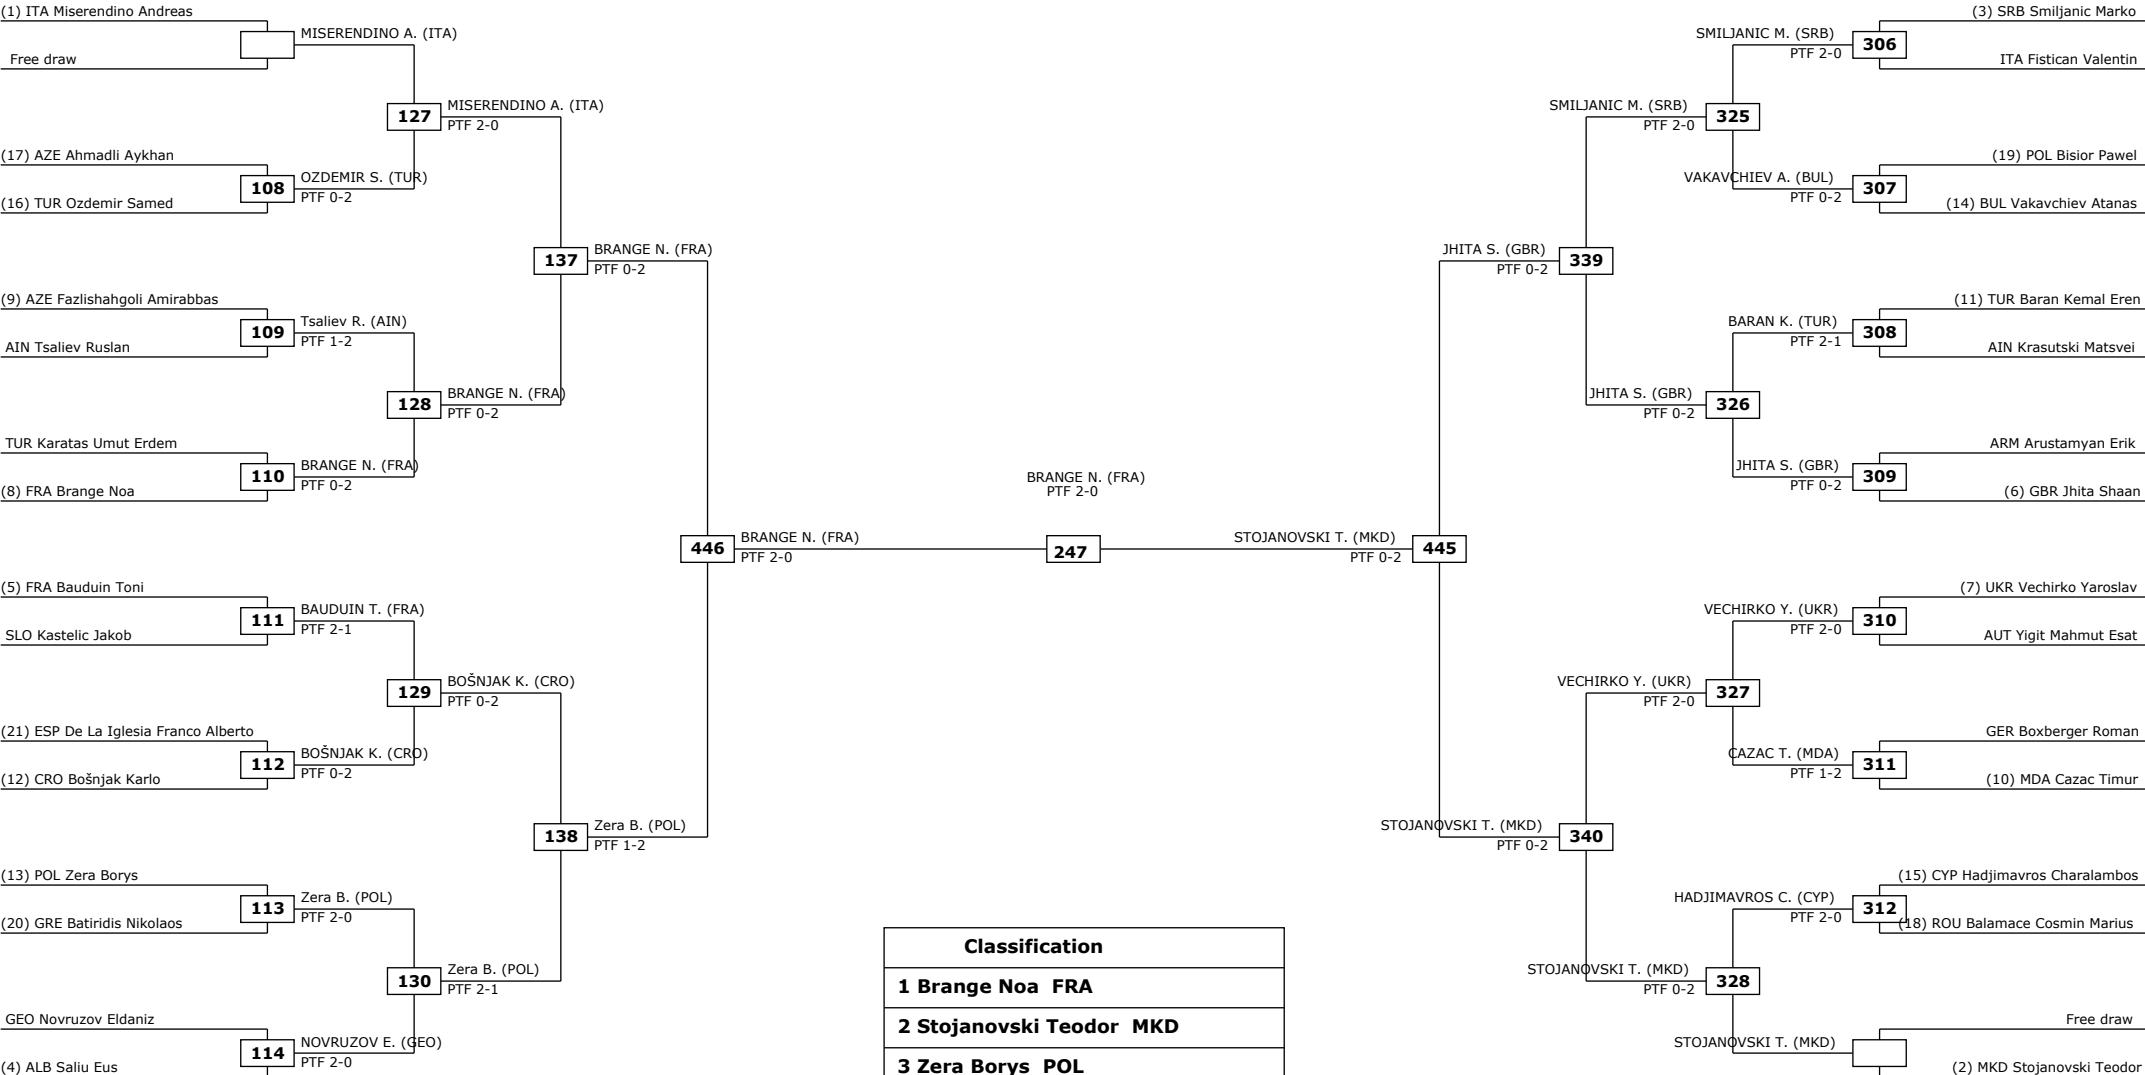 (1) ITA Miserendino Andreas
MISERENDINO A. (ITA)
Free draw
127
MISERENDINO A. (ITA)
PTF 2-0
(17) AZE Ahmadli Aykhan
108
OZDEMIR S. (TUR)
PTF 0-2
(16) TUR Ozdemir Samed
137
BRANGE N. (FRA)
PTF 0-2
(9) AZE Fazlishahgoli Amirabbas
109
Tsaliev R. (AIN)
PTF 1-2
AIN Tsaliev Ruslan
128
BRANGE N. (FRA)
PTF 0-2
TUR Karatas Umut Erdem
110
BRANGE N. (FRA)
PTF 0-2
(8) FRA Brange Noa
446
BRANGE N. (FRA)
PTF 2-0
(5) FRA Bauduin Toni
111
BAUDUIN T. (FRA)
PTF 2-1
SLO Kastelic Jakob
129
BOŠNJAK K. (CRO)
PTF 0-2
(21) ESP De La Iglesia Franco Alberto
112
BOŠNJAK K. (CRO)
PTF 0-2
(12) CRO Bošnjak Karlo
138
Zera B. (POL)
PTF 1-2
(13) POL Zera Borys
113
Zera B. (POL)
PTF 2-0
(20) GRE Batiridis Nikolaos
130
Zera B. (POL)
PTF 2-1
GEO Novruzov Eldaniz
114
NOVRUZOV E. (GEO)
PTF 2-0
(4) ALB Saliu Eus
BRANGE N. (FRA)
PTF 2-0
247
Classification
1 Brange Noa FRA
2 Stojanovski Teodor MKD
3 Zera Borys POL
(3) SRB Smiljanic Marko
SMILJANIC M. (SRB)
PTF 2-0
306
ITA Fistican Valentin
SMILJANIC M. (SRB)
PTF 2-0
325
(19) POL Bisior Pawel
VAKAVCHIEV A. (BUL)
PTF 0-2
307
(14) BUL Vakavchiev Atanas
JHITA S. (GBR)
PTF 0-2
339
(11) TUR Baran Kemal Eren
BARAN K. (TUR)
PTF 2-1
308
AIN Krasutski Matsvei
JHITA S. (GBR)
PTF 0-2
326
ARM Arustamyan Erik
JHITA S. (GBR)
PTF 0-2
309
(6) GBR Jhita Shaan
STOJANOVSKI T. (MKD)
PTF 0-2
445
(7) UKR Vechirko Yaroslav
VECHIRKO Y. (UKR)
PTF 2-0
310
AUT Yigit Mahmut Esat
VECHIRKO Y. (UKR)
PTF 2-0
327
GER Boxberger Roman
CAZAC T. (MDA)
PTF 1-2
311
(10) MDA Cazac Timur
STOJANOVSKI T. (MKD)
PTF 0-2
340
(15) CYP Hadjimavros Charalambos
HADJIMAVROS C. (CYP)
PTF 2-0
312
(18) ROU Balamace Cosmin Marius
STOJANOVSKI T. (MKD)
PTF 0-2
328
Free draw
STOJANOVSKI T. (MKD)
(2) MKD Stojanovski Teodor